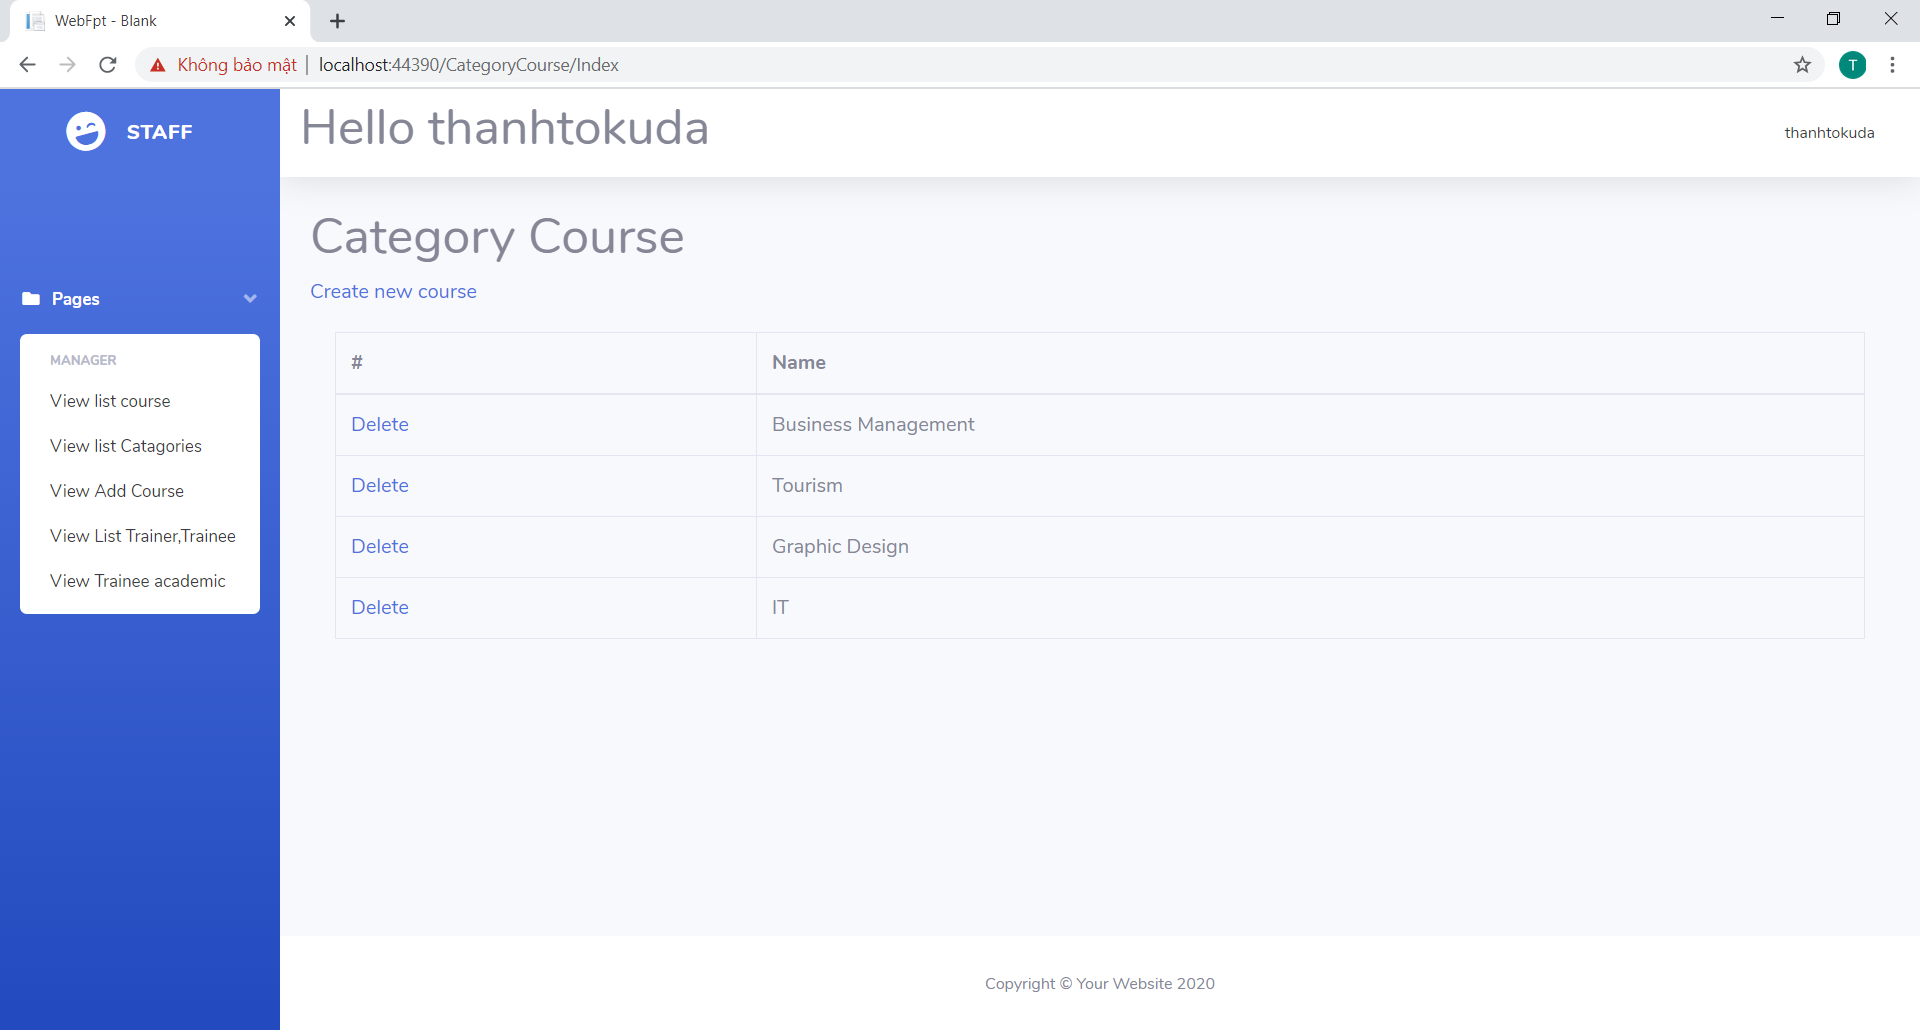 WebFpt - Blank
Không bảo mật | localhost:44390/CategoryCourse/Index
T
STAFF
Hello thanhtokuda
thanhtokuda
Pages
MANAGER
View list course
View list Catagories
View Add Course
View List Trainer,Trainee
View Trainee academic
Category Course
Create new course
# Name
Delete Business Management
Delete Tourism
Delete Graphic Design
Delete IT
Copyright © Your Website 2020